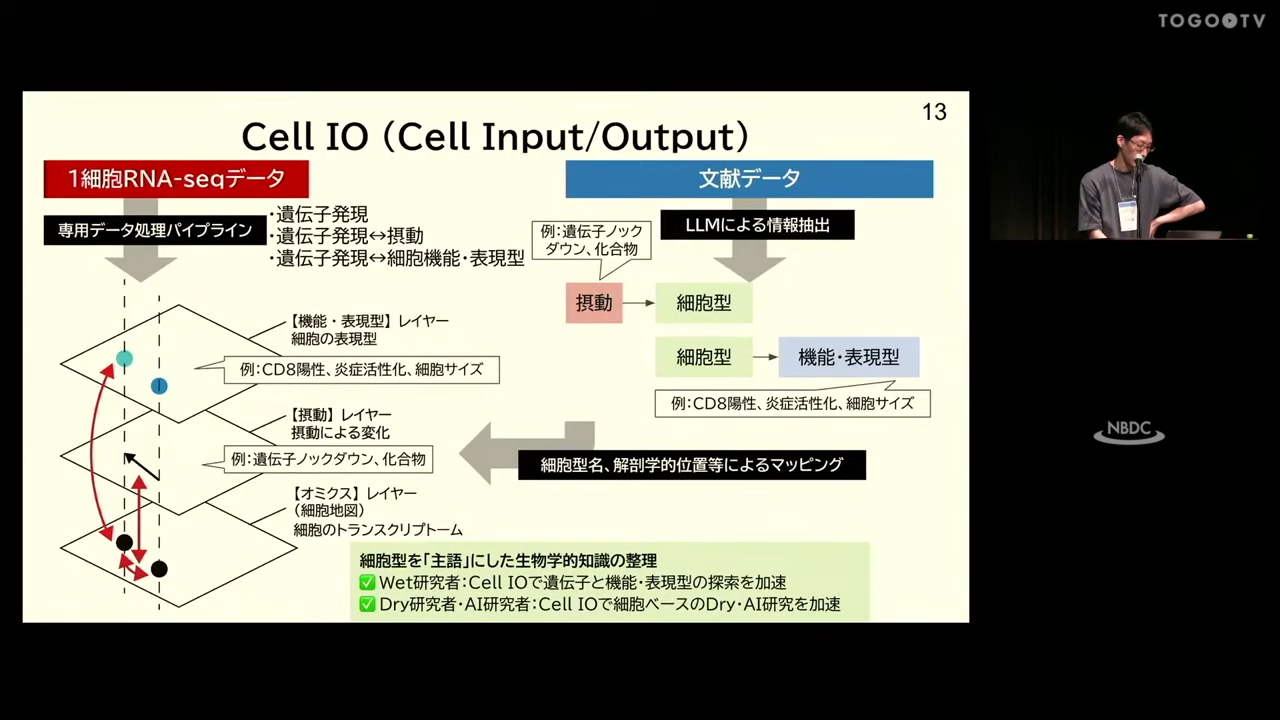 TOGOTV
13
Cell IO (Cell Input/Output)
1細胞RNA-seqデータ
専用データ処理パイプライン
・遺伝子発現
・遺伝子発現↔摂動
・遺伝子発現↔細胞機能・表現型
文献データ
LLMによる情報抽出
例：遺伝子ノック
ダウン、化合物
摂動
細胞型
細胞型
機能・表現型
例：CD8陽性、炎症活性化、細胞サイズ
【機能・表現型】レイヤー
細胞の表現型
例：CD8陽性、炎症活性化、細胞サイズ
【摂動】レイヤー
摂動による変化
例：遺伝子ノックダウン、化合物
細胞型名、解剖学的位置等によるマッピング
【オミクス】レイヤー
（細胞地図）
細胞のトランスクリプトーム
細胞型を「主語」にした生物学的知識の整理
✅ Wet研究者：Cell IOで遺伝子と機能・表現型の探索を加速
✅ Dry研究者・AI研究者：Cell IOで細胞ベースのDry・AI研究を加速
NBDC